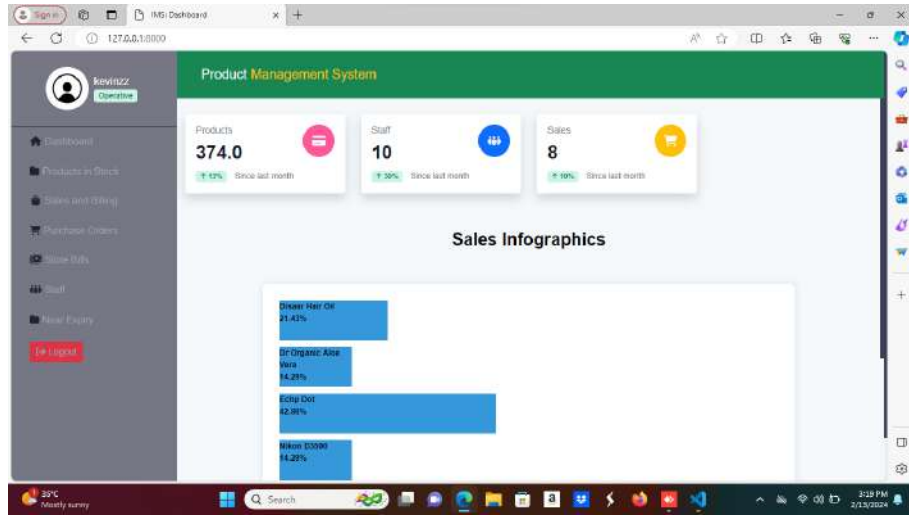 Sign in
IMS: Dashboard
127.0.0.1:8000
kevinzz
Operative
Product Management System
Dashboard
Products in Stock
Sales and Billing
Purchase Orders
Store Bills
Staff
Near Expiry
Logout
Products
374.0
Since last month
Staff
10
Since last month
Sales
8
10%
Since last month
Sales Infographics
Disaar Hair Oil
21.43%
Dr Organic Aloe
Vera
14.29%
Echo Dot
42.86%
Nikon D3500
14.29%
35°C
Mostly sunny
Search
3:19 PM
2/13/2024